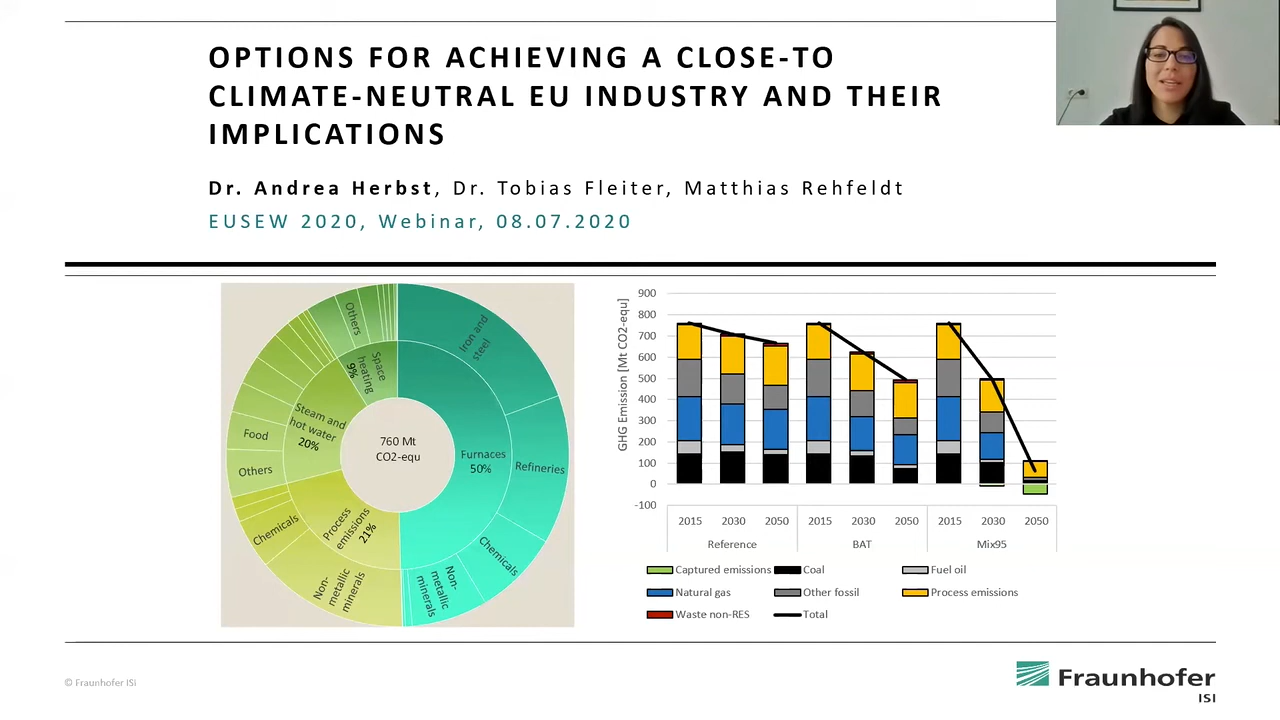 OPTIONS FOR ACHIEVING A CLOSE-TO
CLIMATE-NEUTRAL EU INDUSTRY AND THEIR
IMPLICATIONS
Dr. Andrea Herbst, Dr. Tobias Fleiter, Matthias Rehfeldt
EUSEW 2020, Webinar, 08.07.2020
760 Mt
CO2-equ
Furnaces
50%
Iron and
steel
Refineries
Chemicals
Non-
metallic
minerals
Process
emissions
21%
Non-
metallic
minerals
Chemicals
Steam and
hot water
20%
Others
Food
Space
heating
9%
Others
GHG Emission [Mt CO2-equ]
900
800
700
600
500
400
300
200
100
0
-100
2015 2030 2050 2015 2030 2050 2015 2030 2050
Reference BAT Mix95
Captured emissions Coal Fuel oil
Natural gas Other fossil Process emissions
Waste non-RES Total
© Fraunhofer ISI
Fraunhofer
ISI